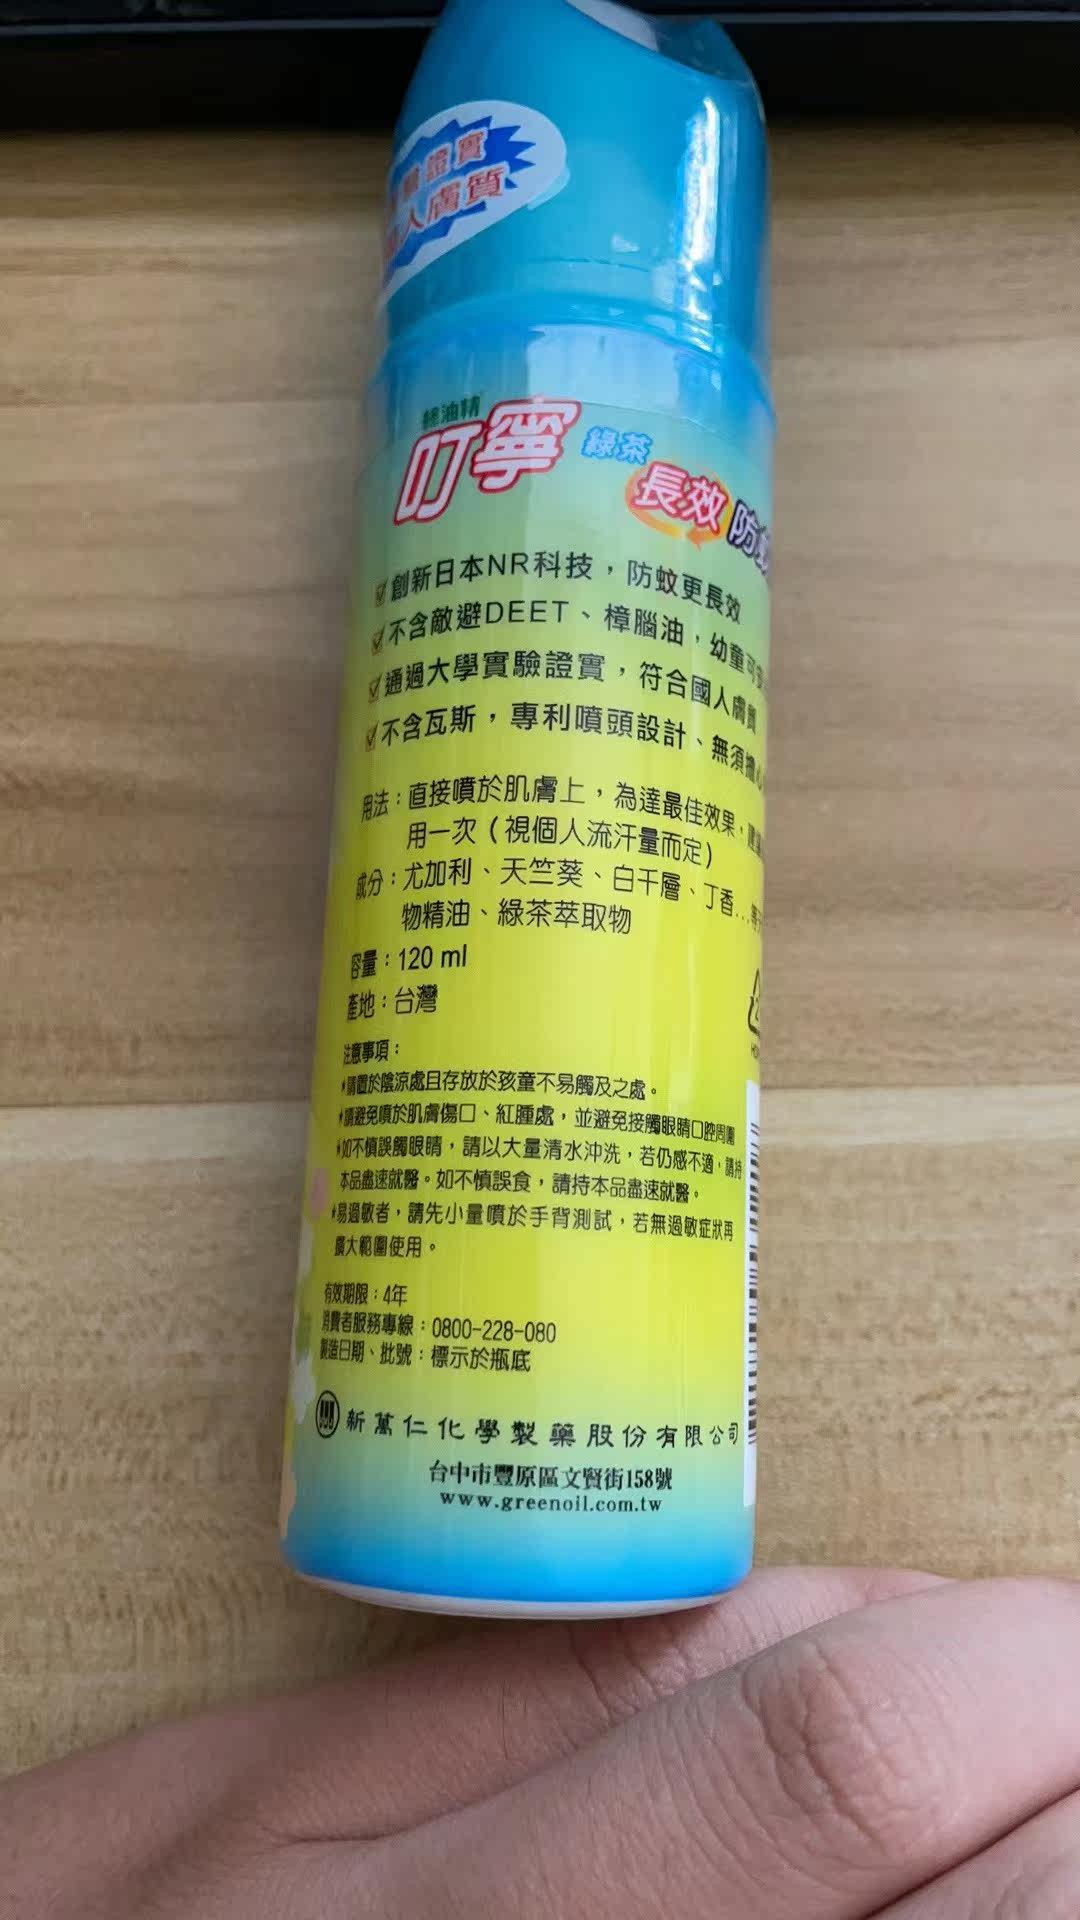 驗證實
人膚質
綠油精
叮寧 綠茶 長效 防蚊
創新日本NR科技，防蚊更長效
不含敵避DEET、樟腦油，幼童可安
通過大學實驗證實，符合國人膚質
不含瓦斯，專利噴頭設計、無須擔心
用法：直接噴於肌膚上，為達最佳效果，建議
用一次（視個人流汗量而定）
成分：尤加利、天竺葵、白千層、丁香...等
物精油、綠茶萃取物
容量：120 ml
產地：台灣
注意事項：
*請置於陰涼處且存放於孩童不易觸及之處。
*請避免噴於肌膚傷口、紅腫處，並避免接觸眼睛口腔周圍
*如不慎誤觸眼睛，請以大量清水沖洗，若仍感不適，請持
本品盡速就醫。如不慎誤食，請持本品盡速就醫。
*易過敏者，請先小量噴於手背測試，若無過敏症狀再
擴大範圍使用。
有效期限：4年
消費者服務專線：0800-228-080
製造日期、批號：標示於瓶底
新萬仁化學製藥股份有限公司
台中市豐原區文賢街158號
www.greenoil.com.tw